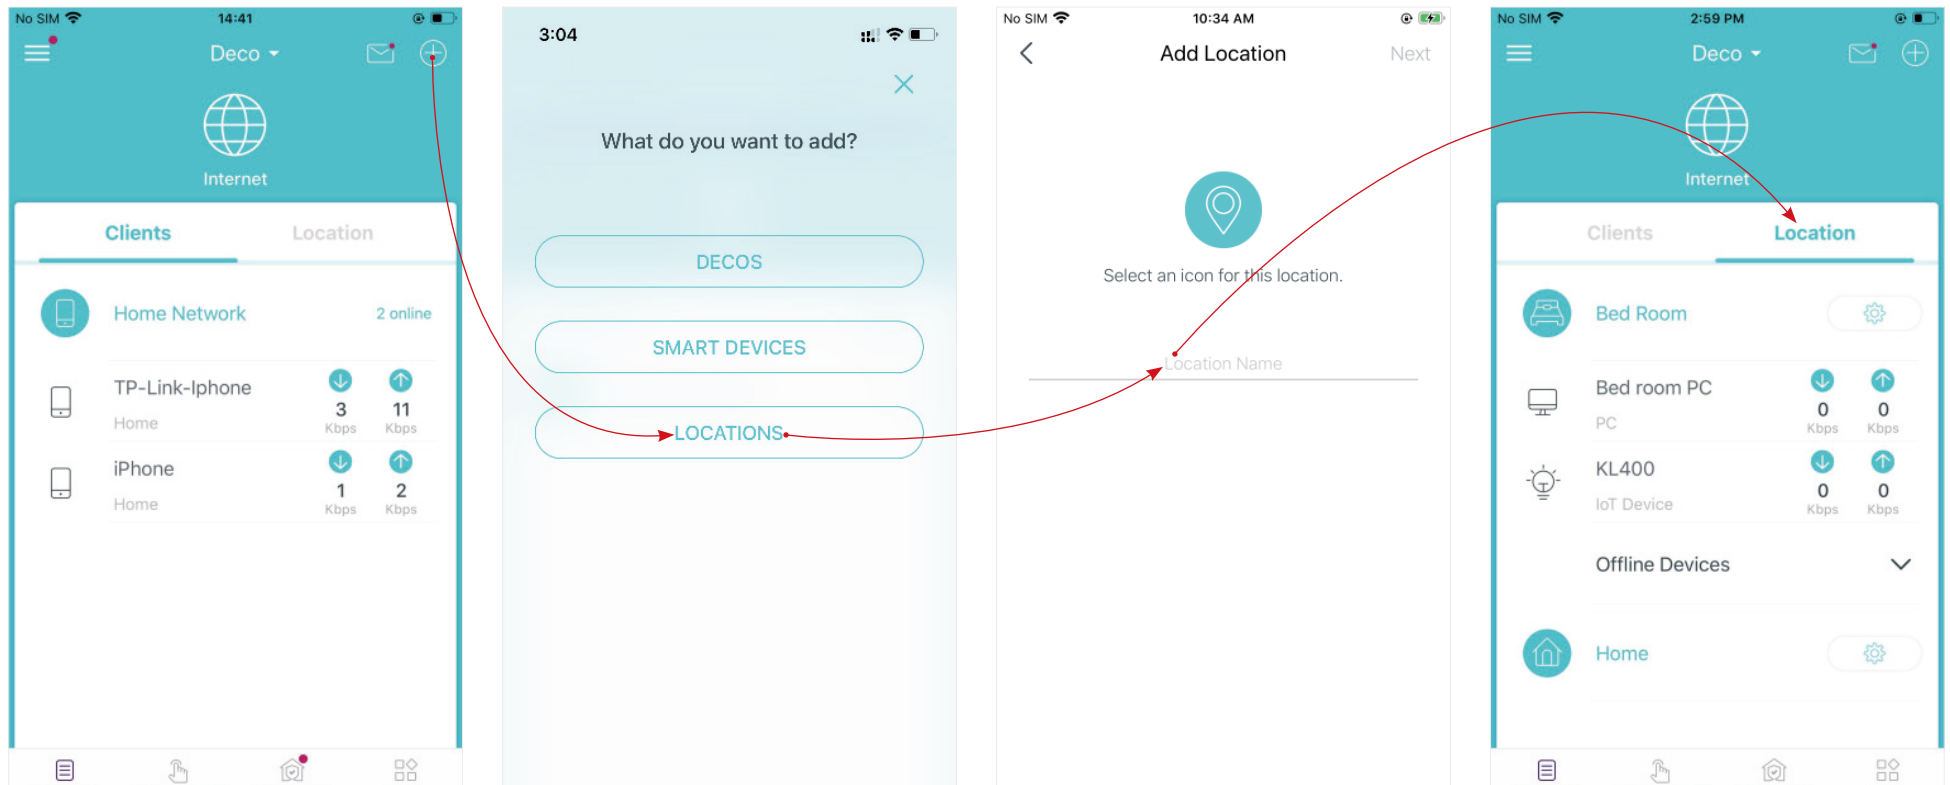 No SIM 14:41
Deco
Internet
Clients Location
Home Network 2 online
TP-Link-Iphone
3 11
Home Kbps Kbps
iPhone
1 2
Home Kbps Kbps
3:04
What do you want to add?
DECOS
SMART DEVICES
LOCATIONS
No SIM 10:34 AM
Add Location Next
Select an icon for this location.
Location Name
No SIM 2:59 PM
Deco
Internet
Clients Location
Bed Room
Bed room PC
0 0
PC Kbps Kbps
KL400
0 0
IoT Device Kbps Kbps
Offline Devices
Home